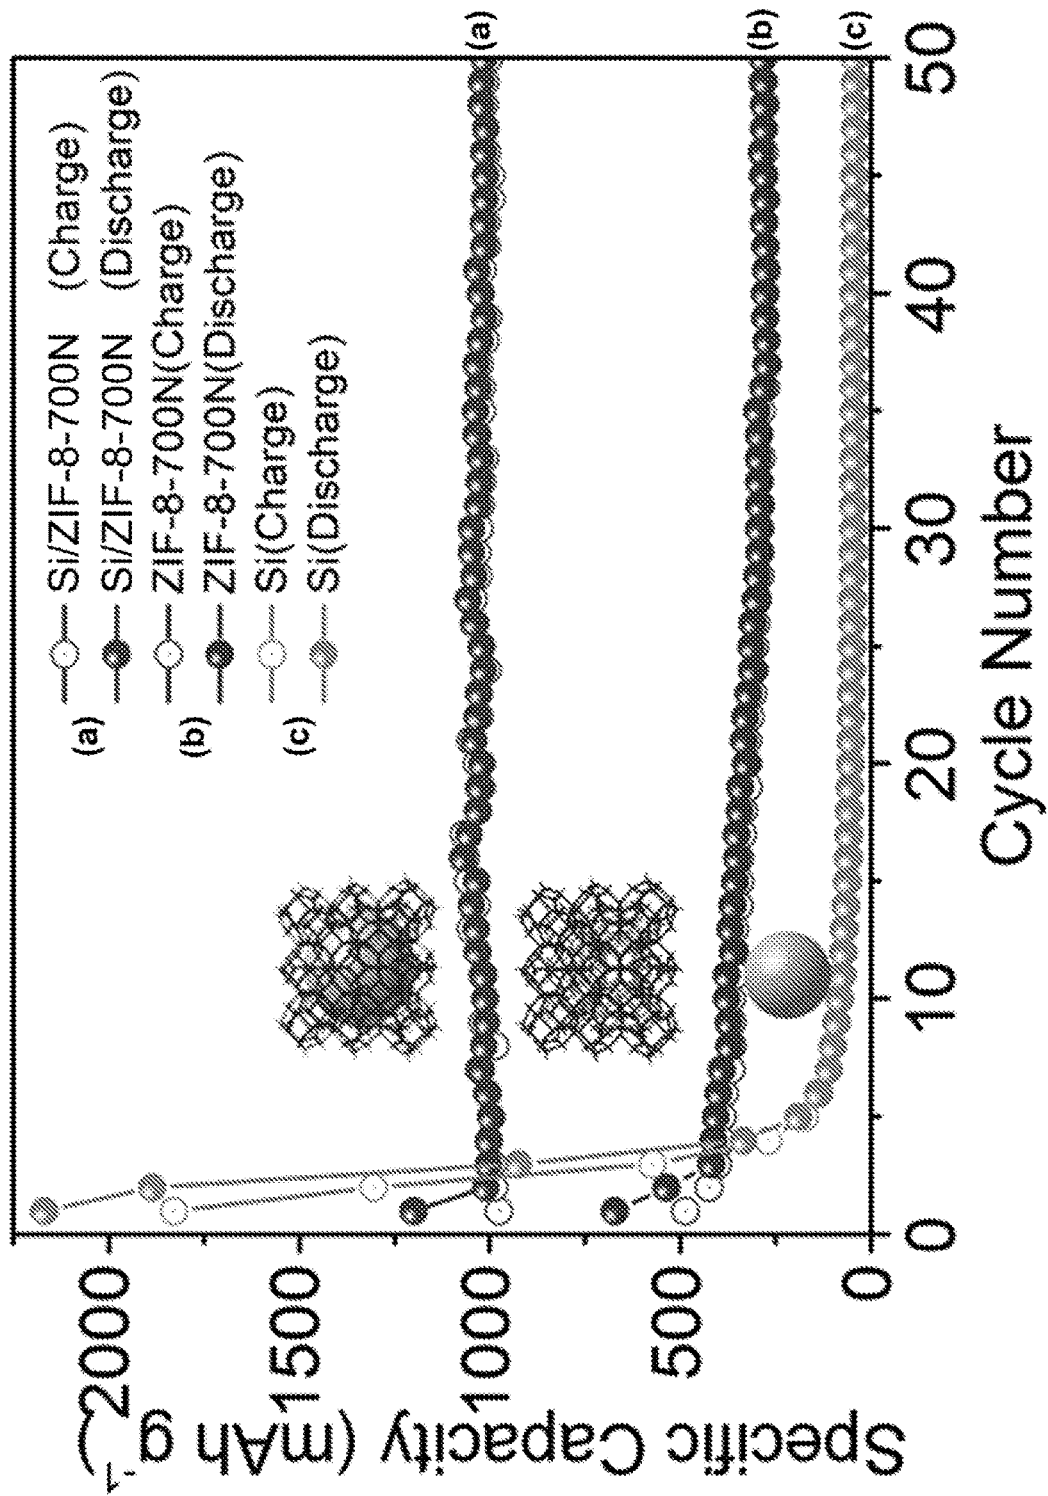 (a) Si/ZIF-8-700N (Charge)
Si/ZIF-8-700N (Discharge)
(b) ZIF-8-700N(Charge)
ZIF-8-700N(Discharge)
(c) Si(Charge)
Si(Discharge)
Specific Capacity (mAh g⁻¹)
2000
1500
1000
500
0
(a)
(b)
(c)
0 10 20 30 40 50
Cycle Number